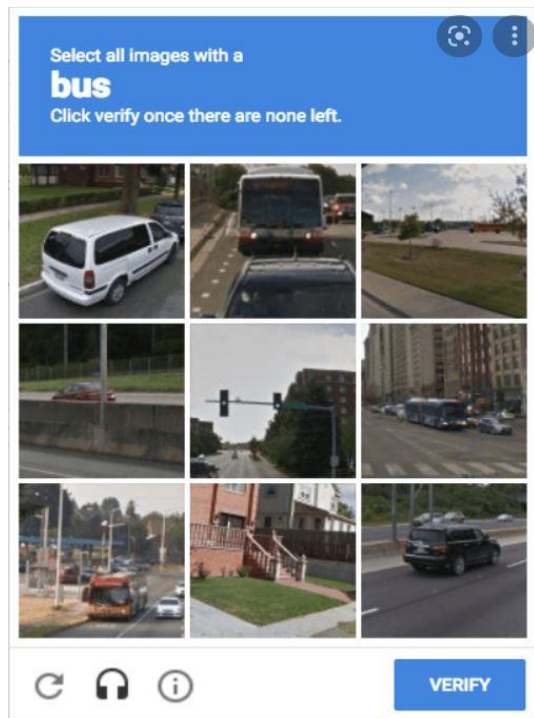 Select all images with a
bus
Click verify once there are none left.
VERIFY